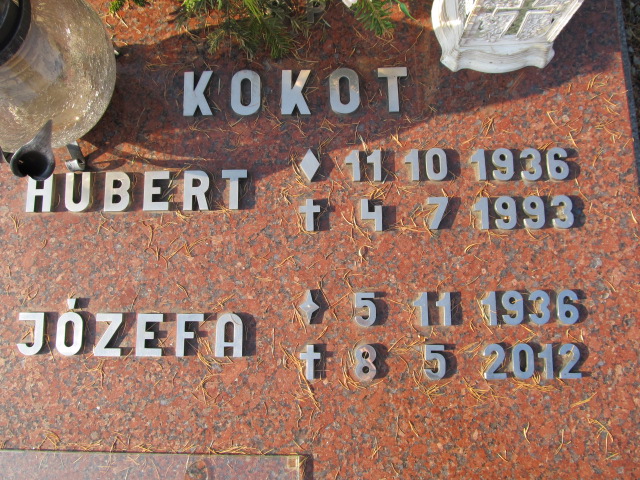 KOKOT
HUBERT ♦ 11 10 1936
† 4 7 1993
JÓZEFA ♦ 5 11 1936
† 8 5 2012